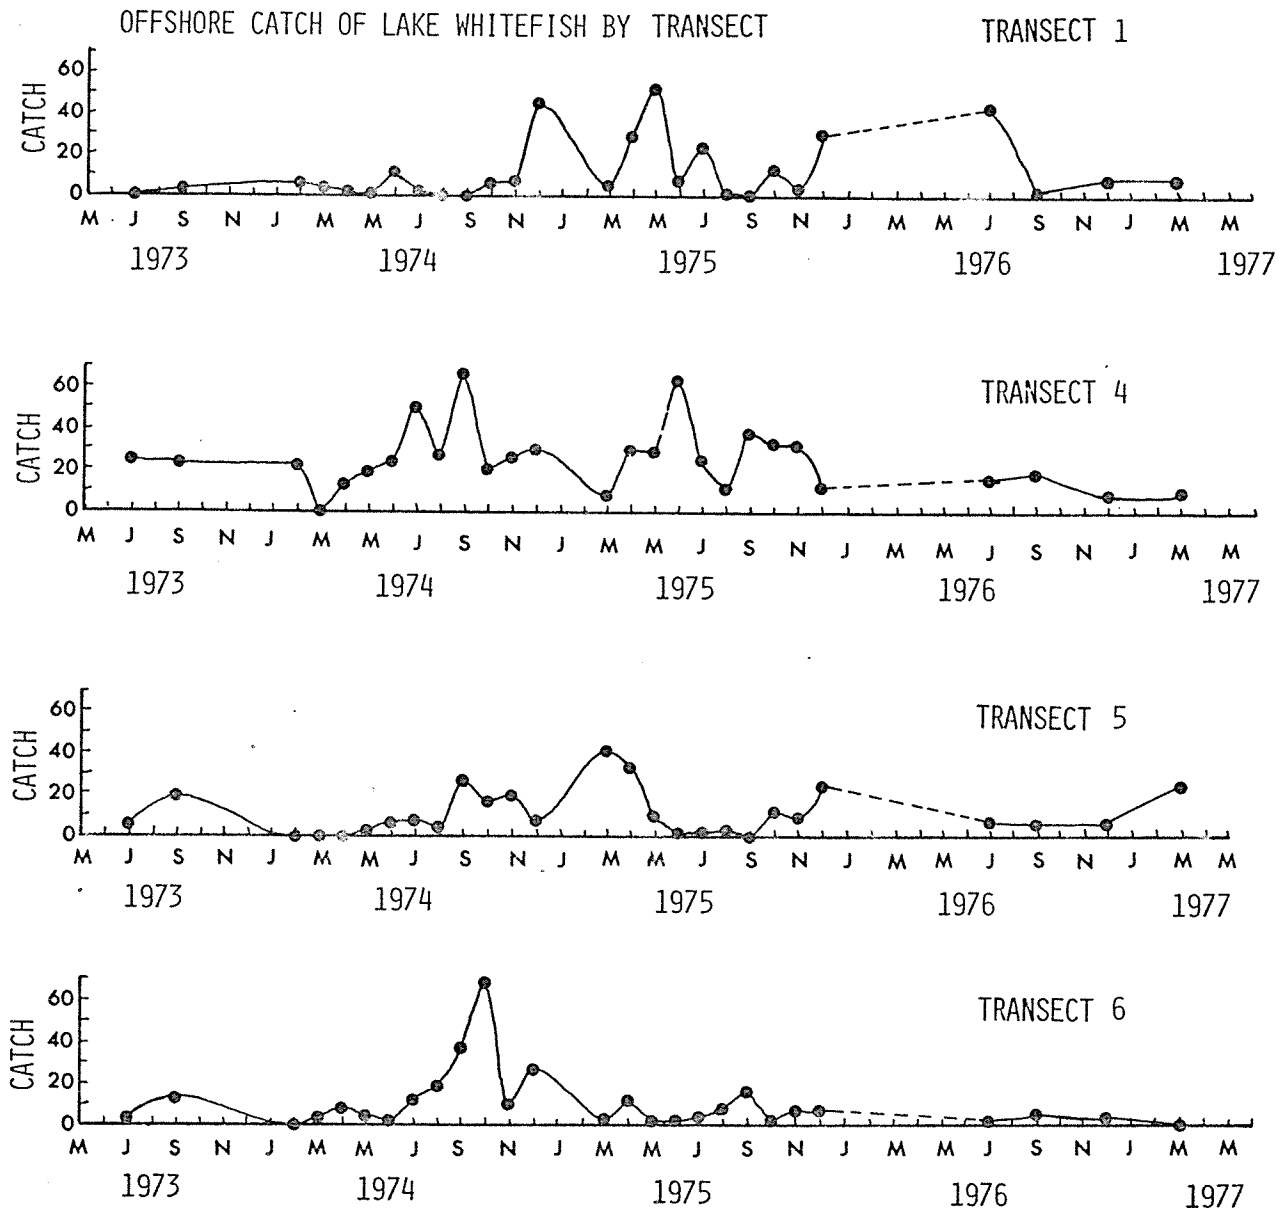 OFFSHORE CATCH OF LAKE WHITEFISH BY TRANSECT
TRANSECT 1
CATCH
60
40
20
0
M J S N J M M J S N J M M J S N J M M J S N J M M
1973 1974 1975 1976 1977
TRANSECT 4
CATCH
60
40
20
0
M J S N J M M J S N J M M J S N J M M J S N J M M
1973 1974 1975 1976 1977
TRANSECT 5
CATCH
60
40
20
0
M J S N J M M J S N J M M J S N J M M J S N J M M
1973 1974 1975 1976 1977
TRANSECT 6
CATCH
60
40
20
0
M J S N J M M J S N J M M J S N J M M J S N J M M
1973 1974 1975 1976 1977